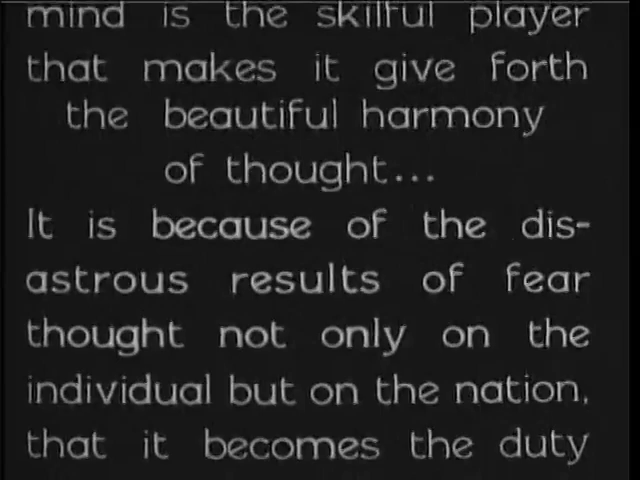 mind is the skilful player
that makes it give forth
the beautiful harmony
of thought...
It is because of the dis-
astrous results of fear
thought not only on the
individual but on the nation,
that it becomes the duty